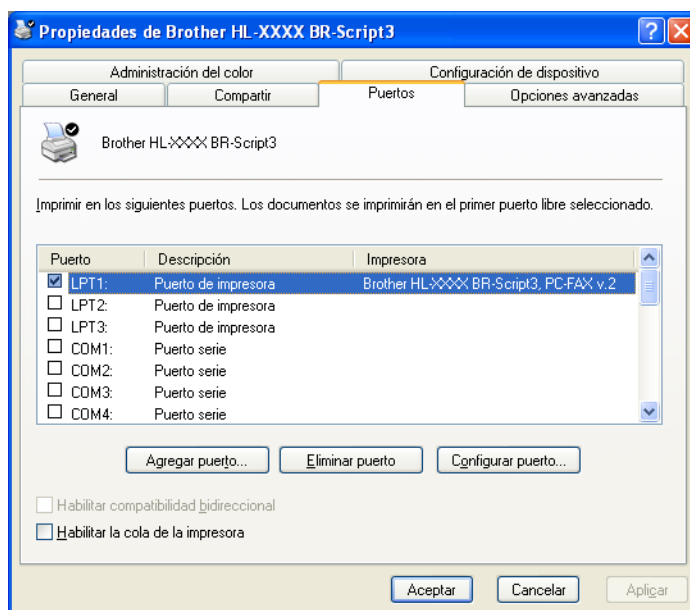 Propiedades de Brother HL-XXXX BR-Script3
Administración del color Configuración de dispositivo
General Compartir Puertos Opciones avanzadas
Brother HL-XXXX BR-Script3
Imprimir en los siguientes puertos. Los documentos se imprimirán en el primer puerto libre seleccionado.
Puerto Descripción Impresora
LPT1: Puerto de impresora Brother HL-XXXX BR-Script3, PC-FAX v.2
LPT2: Puerto de impresora
LPT3: Puerto de impresora
COM1: Puerto serie
COM2: Puerto serie
COM3: Puerto serie
COM4: Puerto serie
Agregar puerto... Eliminar puerto Configurar puerto...
Habilitar compatibilidad bidireccional
Habilitar la cola de la impresora
Aceptar Cancelar Aplicar